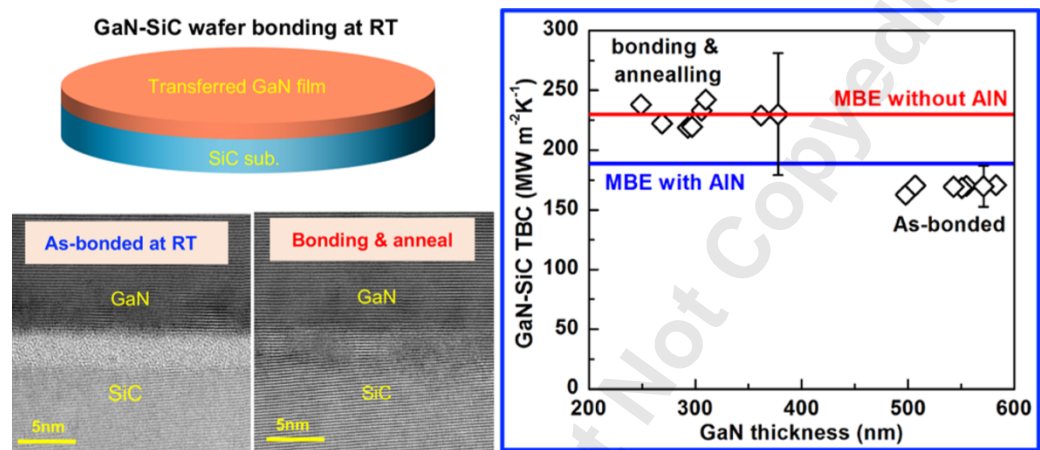 GaN-SiC wafer bonding at RT
Transferred GaN film
SiC sub.
As-bonded at RT
GaN
SiC
5nm
Bonding & anneal
GaN
SiC
5nm
GaN-SiC TBC (MW m⁻²K⁻¹)
300
250
200
150
100
50
0
bonding &
annealling
MBE without AlN
MBE with AlN
As-bonded
200
300
400
500
600
GaN thickness (nm)
Not Copyedi